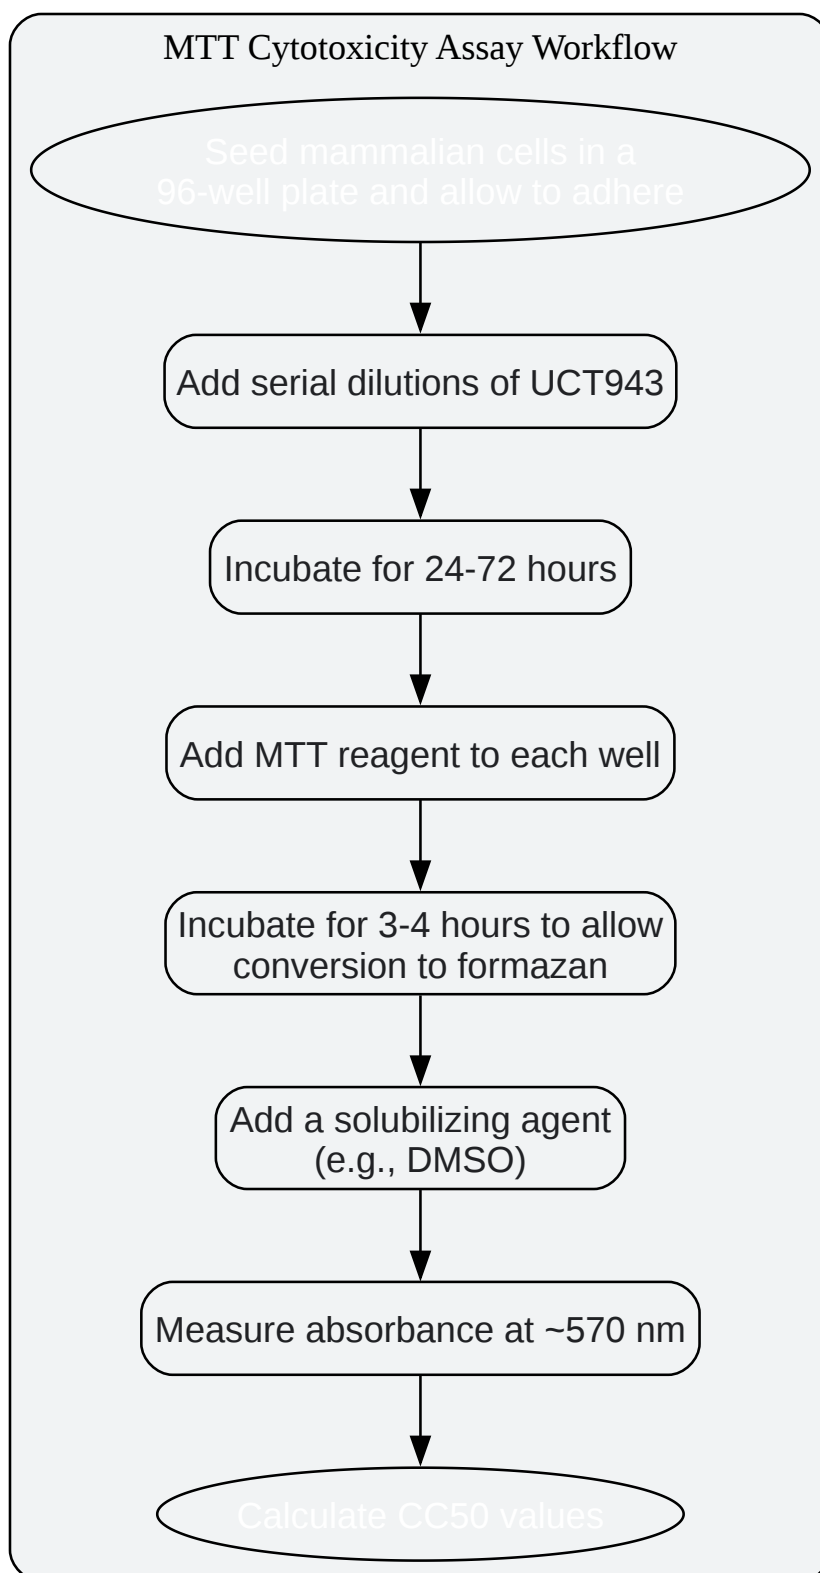 MTT Cytotoxicity Assay Workflow
Seed mammalian cells in a
96-well plate and allow to adhere
Add serial dilutions of UCT943
Incubate for 24-72 hours
Add MTT reagent to each well
Incubate for 3-4 hours to allow
conversion to formazan
Add a solubilizing agent
(e.g., DMSO)
Measure absorbance at ~570 nm
Calculate CC50 values